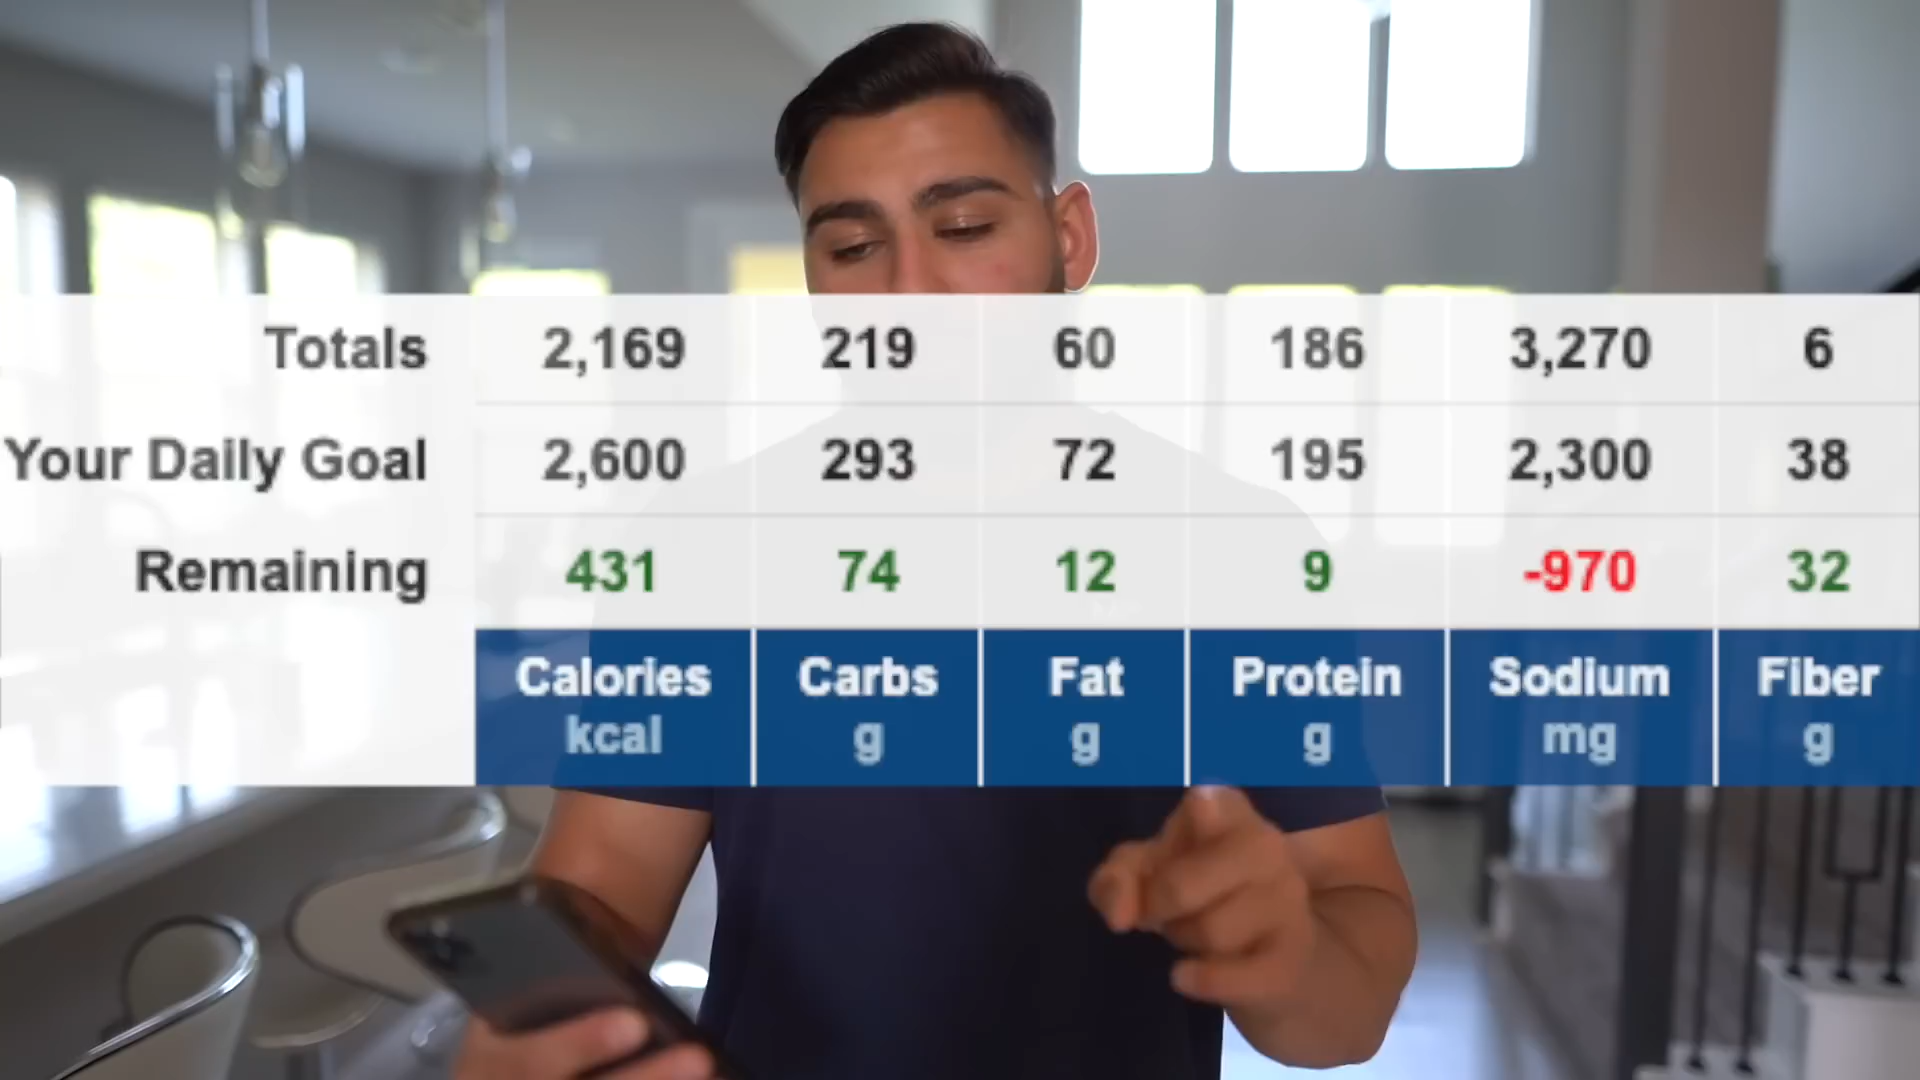 Totals 2,169 219 60 186 3,270 6
Your Daily Goal 2,600 293 72 195 2,300 38
Remaining 431 74 12 9 -970 32
Calories Carbs Fat Protein Sodium Fiber
kcal g g g mg g